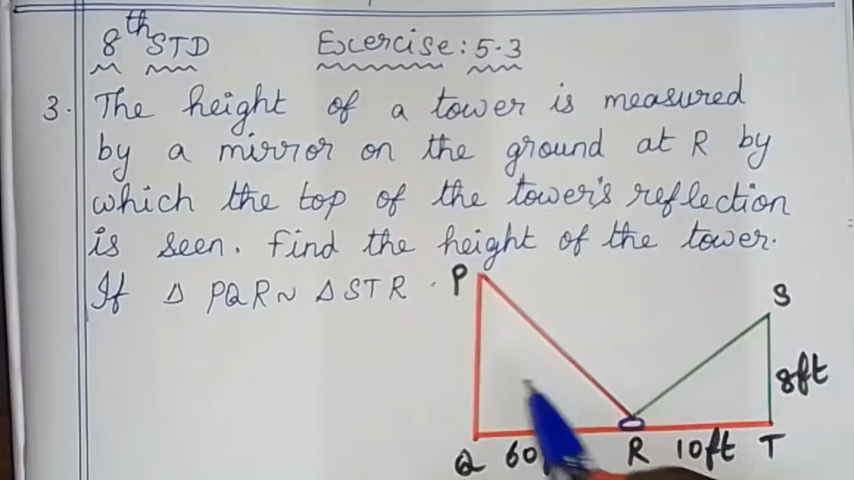 8th STD Excercise: 5.3
3. The height of a tower is measured
by a mirror on the ground at R by
which the top of the tower's reflection
is seen. Find the height of the tower.
If Δ PQR ~ Δ STR.
P
S
8ft
Q 60 R 10ft T